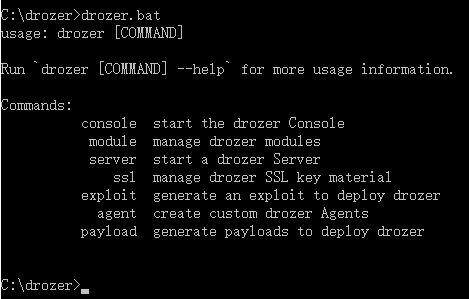 C:\drozer>drozer.bat
usage: drozer [COMMAND]
Run `drozer [COMMAND] --help` for more usage information.
Commands:
console  start the drozer Console
module  manage drozer modules
server  start a drozer Server
ssl  manage drozer SSL key material
exploit  generate an exploit to deploy drozer
agent  create custom drozer Agents
payload  generate payloads to deploy drozer
C:\drozer>